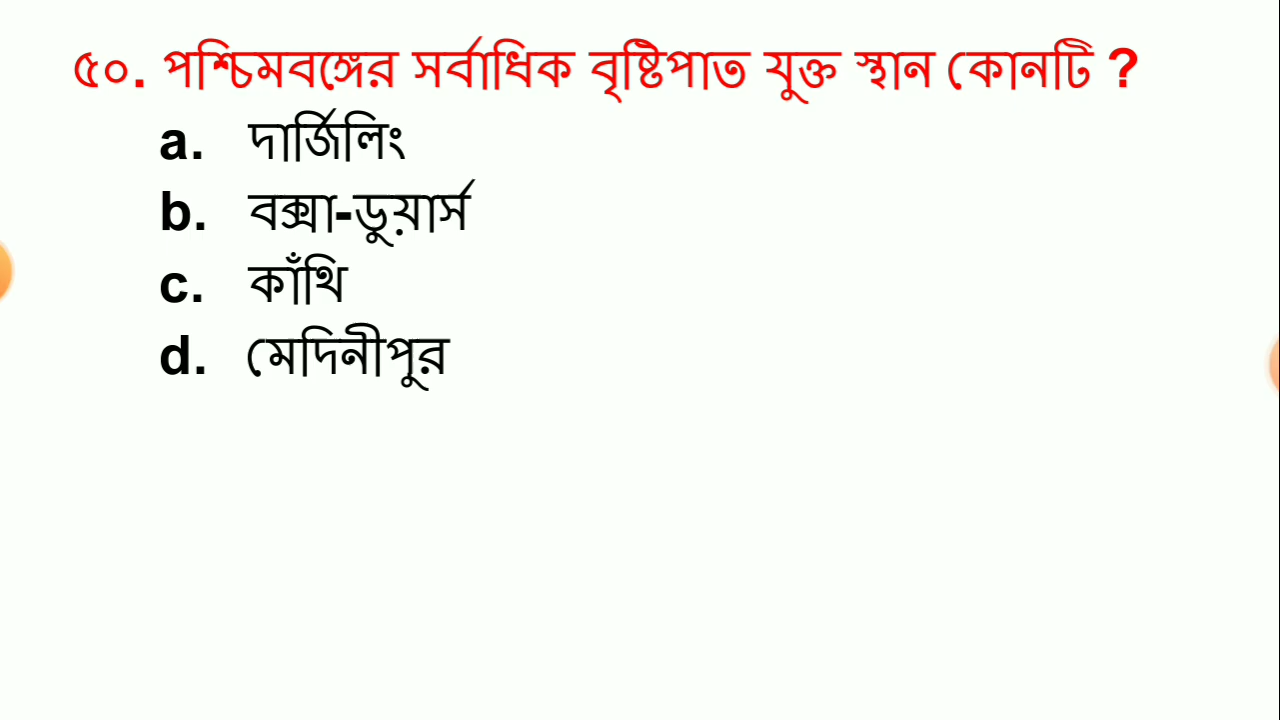 ৫০. পশ্চিমবঙ্গের সর্বাধিক বৃষ্টিপাত যুক্ত স্থান কোনটি ?
a. দার্জিলিং
b. বক্সা-ডুয়ার্স
c. কাঁথি
d. মেদিনীপুর